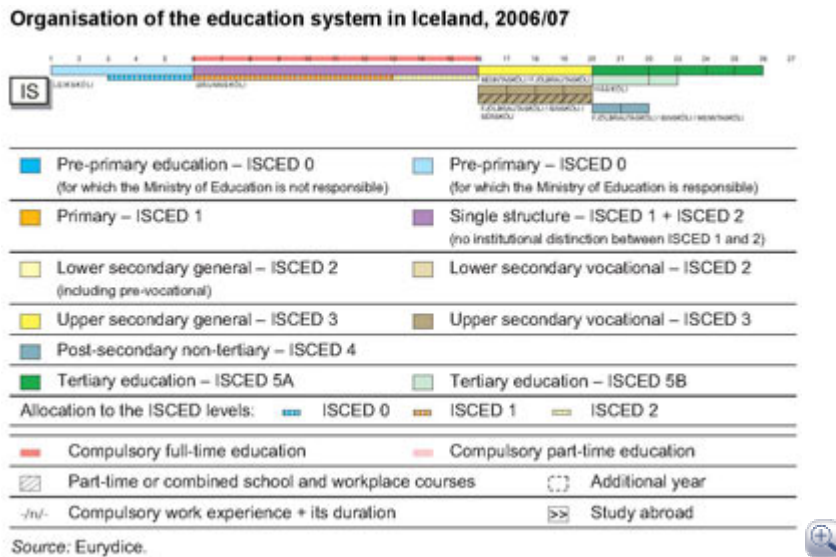 Organisation of the education system in Iceland, 2006/07
IS
Pre-primary education – ISCED 0
(for which the Ministry of Education is not responsible)
Pre-primary – ISCED 0
(for which the Ministry of Education is responsible)
Primary – ISCED 1
Single structure – ISCED 1 + ISCED 2
(no institutional distinction between ISCED 1 and 2)
Lower secondary general – ISCED 2
(including pre-vocational)
Lower secondary vocational – ISCED 2
Upper secondary general – ISCED 3
Upper secondary vocational – ISCED 3
Post-secondary non-tertiary – ISCED 4
Tertiary education – ISCED 5A
Tertiary education – ISCED 5B
Allocation to the ISCED levels: ISCED 0 ISCED 1 ISCED 2
Compulsory full-time education
Compulsory part-time education
Part-time or combined school and workplace courses
Additional year
-/n/- Compulsory work experience + its duration
>> Study abroad
Source: Eurydice.